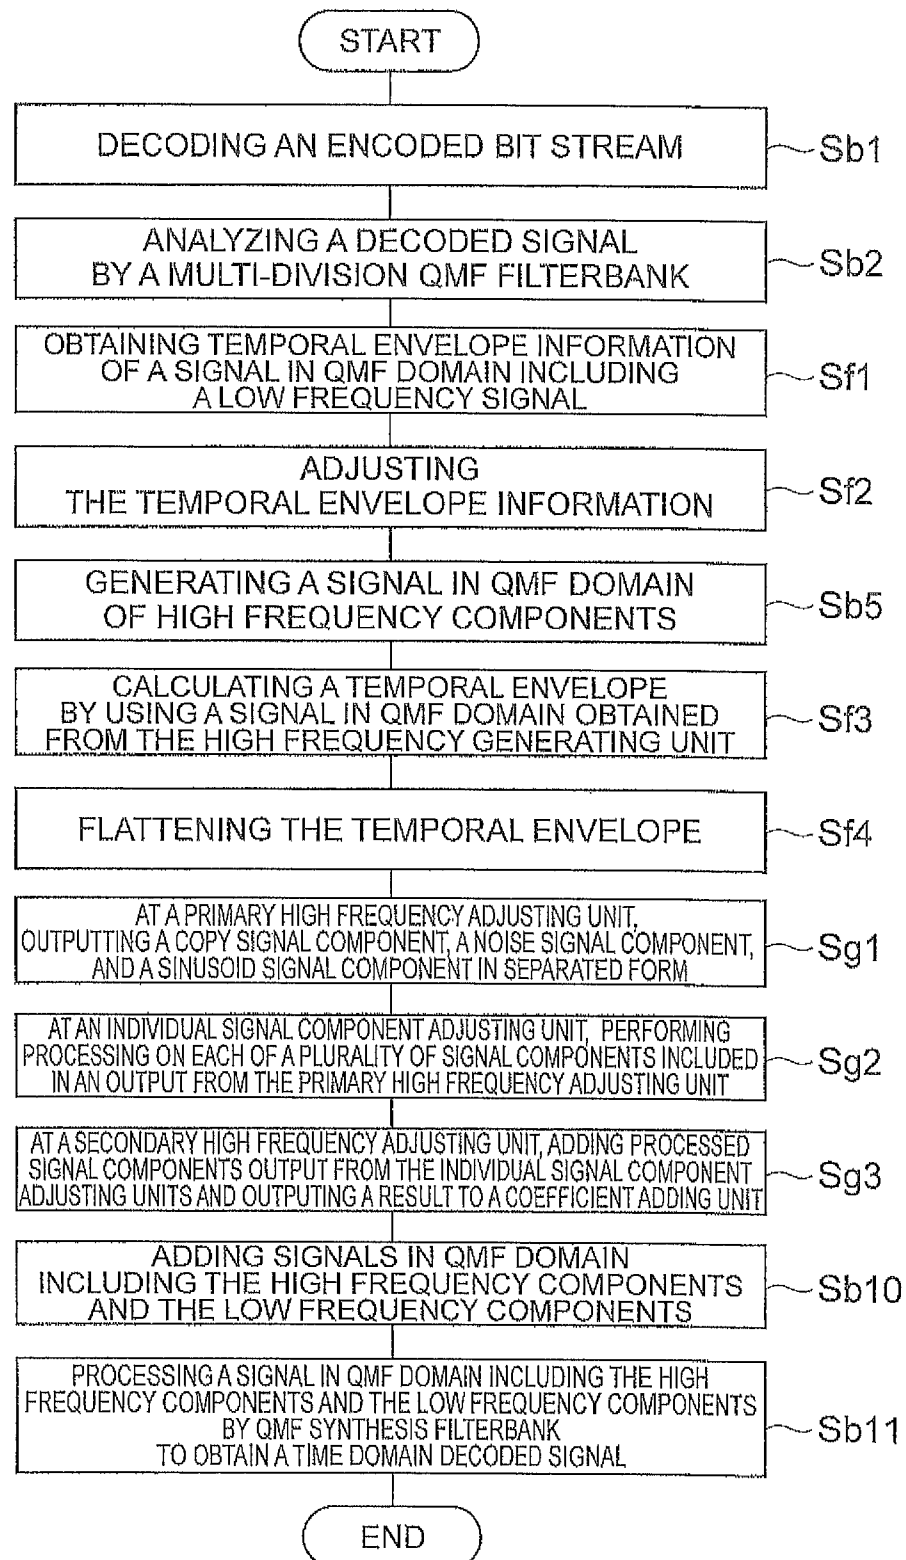 START
DECODING AN ENCODED BIT STREAM
Sb1
ANALYZING A DECODED SIGNAL
BY A MULTI-DIVISION QMF FILTERBANK
Sb2
OBTAINING TEMPORAL ENVELOPE INFORMATION
OF A SIGNAL IN QMF DOMAIN INCLUDING
A LOW FREQUENCY SIGNAL
Sf1
ADJUSTING
THE TEMPORAL ENVELOPE INFORMATION
Sf2
GENERATING A SIGNAL IN QMF DOMAIN
OF HIGH FREQUENCY COMPONENTS
Sb5
CALCULATING A TEMPORAL ENVELOPE
BY USING A SIGNAL IN QMF DOMAIN OBTAINED
FROM THE HIGH FREQUENCY GENERATING UNIT
Sf3
FLATTENING THE TEMPORAL ENVELOPE
Sf4
AT A PRIMARY HIGH FREQUENCY ADJUSTING UNIT,
OUTPUTTING A COPY SIGNAL COMPONENT, A NOISE SIGNAL COMPONENT,
AND A SINUSOID SIGNAL COMPONENT IN SEPARATED FORM
Sg1
AT AN INDIVIDUAL SIGNAL COMPONENT ADJUSTING UNIT, PERFORMING
PROCESSING ON EACH OF A PLURALITY OF SIGNAL COMPONENTS INCLUDED
IN AN OUTPUT FROM THE PRIMARY HIGH FREQUENCY ADJUSTING UNIT
Sg2
AT A SECONDARY HIGH FREQUENCY ADJUSTING UNIT, ADDING PROCESSED
SIGNAL COMPONENTS OUTPUT FROM THE INDIVIDUAL SIGNAL COMPONENT
ADJUSTING UNITS AND OUTPUTING A RESULT TO A COEFFICIENT ADDING UNIT
Sg3
ADDING SIGNALS IN QMF DOMAIN
INCLUDING THE HIGH FREQUENCY COMPONENTS
AND THE LOW FREQUENCY COMPONENTS
Sb10
PROCESSING A SIGNAL IN QMF DOMAIN INCLUDING THE HIGH
FREQUENCY COMPONENTS AND THE LOW FREQUENCY COMPONENTS
BY QMF SYNTHESIS FILTERBANK
TO OBTAIN A TIME DOMAIN DECODED SIGNAL
Sb11
END